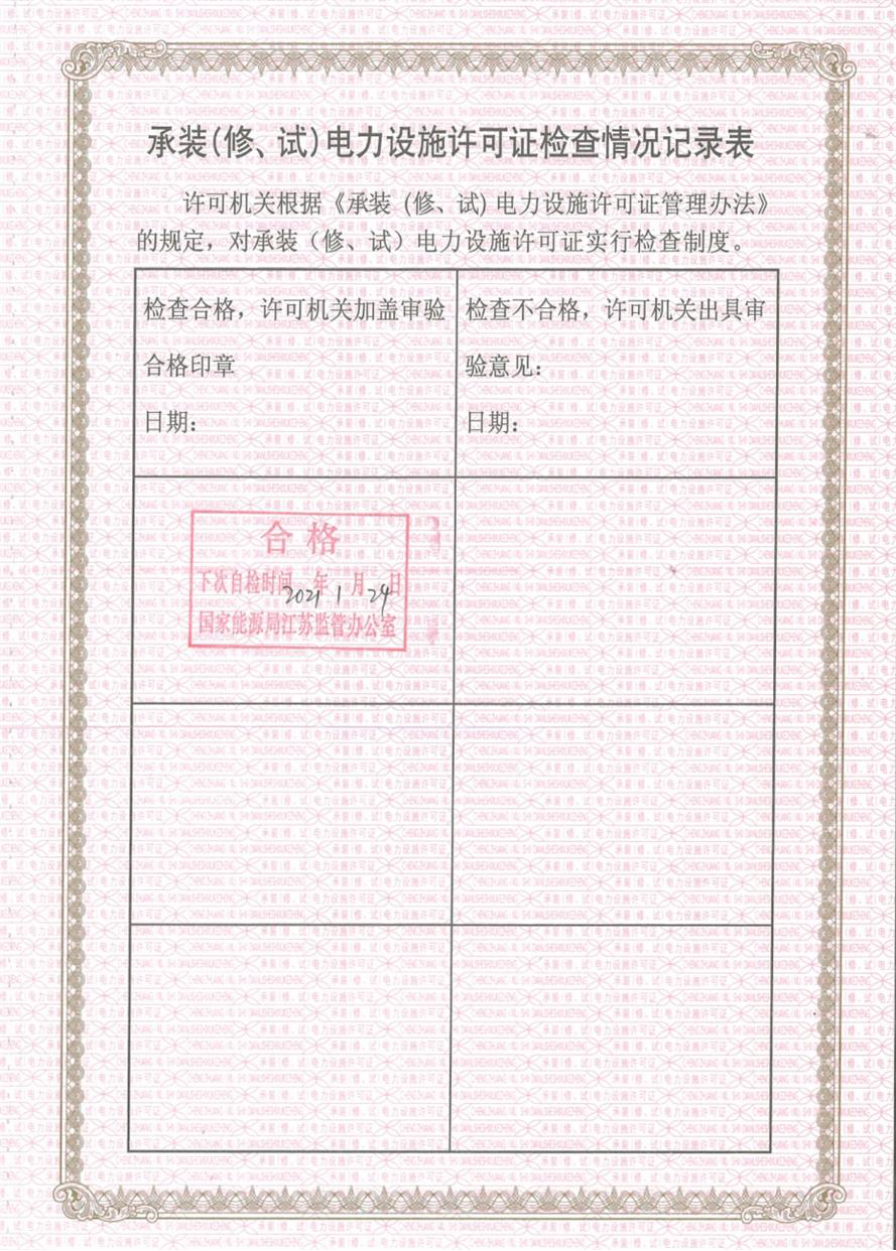 承装(修、试)电力设施许可证检查情况记录表
许可机关根据《承装(修、试)电力设施许可证管理办法》
的规定，对承装（修、试）电力设施许可证实行检查制度。
检查合格，许可机关加盖审验
合格印章
日期：
检查不合格，许可机关出具审
验意见：
日期：
合格
下次自检时间2021年1月24日
国家能源局江苏监管办公室